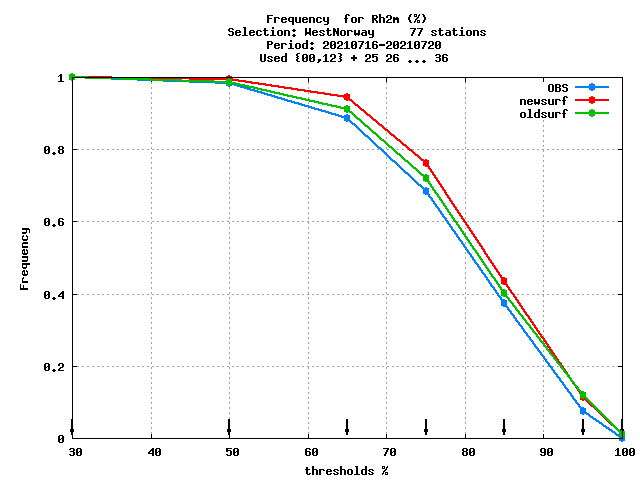 Frequency  for Rh2m (%)
Selection: WestNorway     77 stations
Period: 20210716-20210720
Used {00,12} + 25 26 ... 36
OBS
newsurf
oldsurf
1
0.8
0.6
0.4
0.2
0
Frequency
30 40 50 60 70 80 90 100
thresholds %